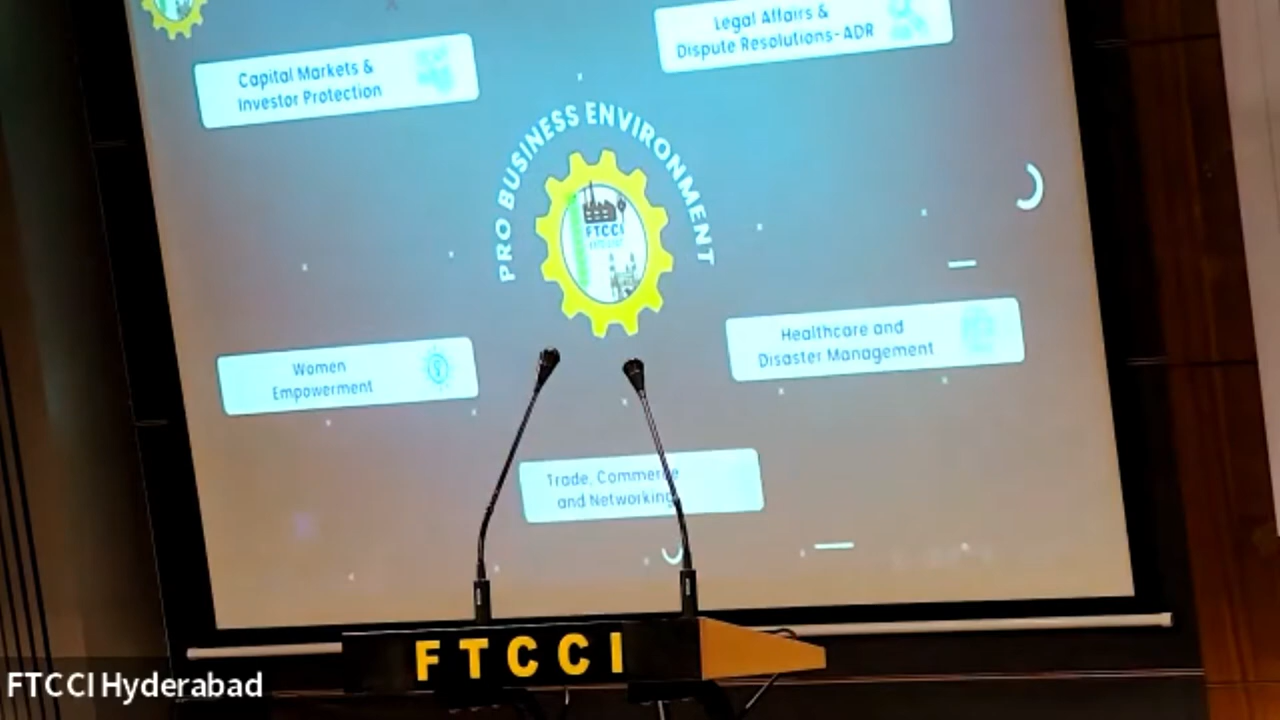 Legal Affairs &
Dispute Resolutions-ADR
Capital Markets &
Investor Protection
PRO BUSINESS ENVIRONMENT
FTCCI
Healthcare and
Disaster Management
Women
Empowerment
Trade, Commerce
and Networking
FTCCI
FTCCI Hyderabad